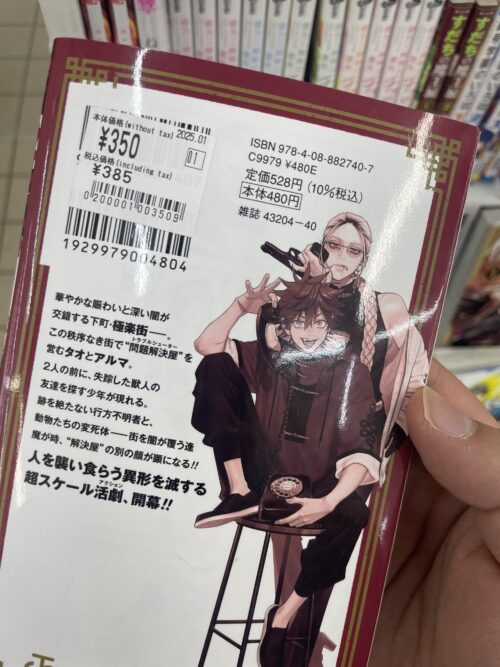 本体価格(without tax) 2025.01
¥350
01
税込価格(including tax)
¥385
0200001003509
1929979004804
ISBN 978-4-08-882740-7
C9979 ¥480E
定価528円(10%税込)
本体480円
雑誌 43204-40
華やかな賑わいと深い闇が
交錯する下町・極楽街——。
トラブルシューター
この秩序なき街で“問題解決屋”を
営むタオとアルマ。
2人の前に、失踪した獣人の
友達を探す少年が現れる。
跡を絶たない行方不明者と、
動物たちの変死体——街を闇が覆う逢
魔が時、“解決屋”の別の顔が顕になる!!
人を襲い食らう異形を滅する
アクション
超スケール活劇、開幕!!
すだちの
すだちの